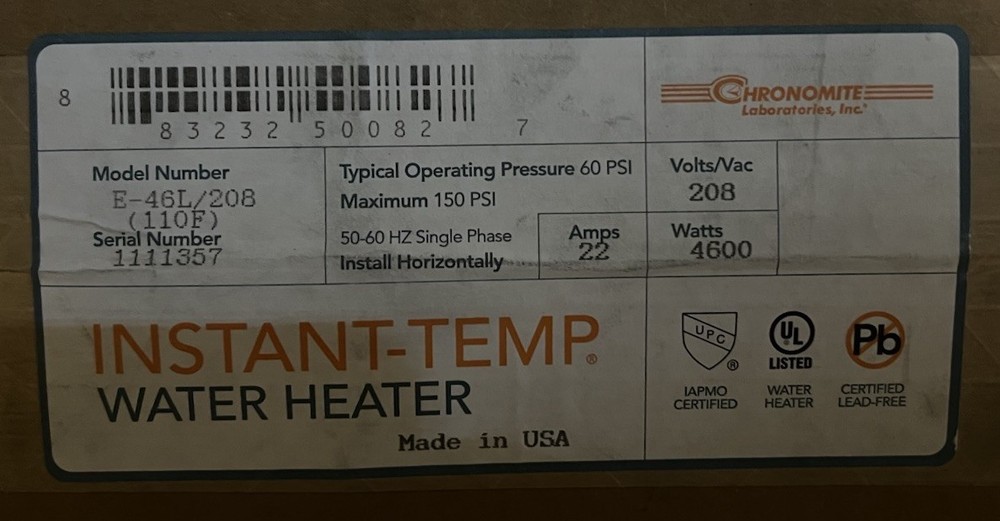 8 83232 50082 7
CHRONOMITE
Laboratories, Inc.®
Model Number
E-46L/208
(110F)
Serial Number
1111357
Typical Operating Pressure 60 PSI
Maximum 150 PSI
50-60 HZ Single Phase
Install Horizontally
Amps
22
Volts/Vac
208
Watts
4600
INSTANT-TEMP®
WATER HEATER
Made in USA
UPC®
IAPMO
CERTIFIED
UL
LISTED
WATER
HEATER
Pb
CERTIFIED
LEAD-FREE